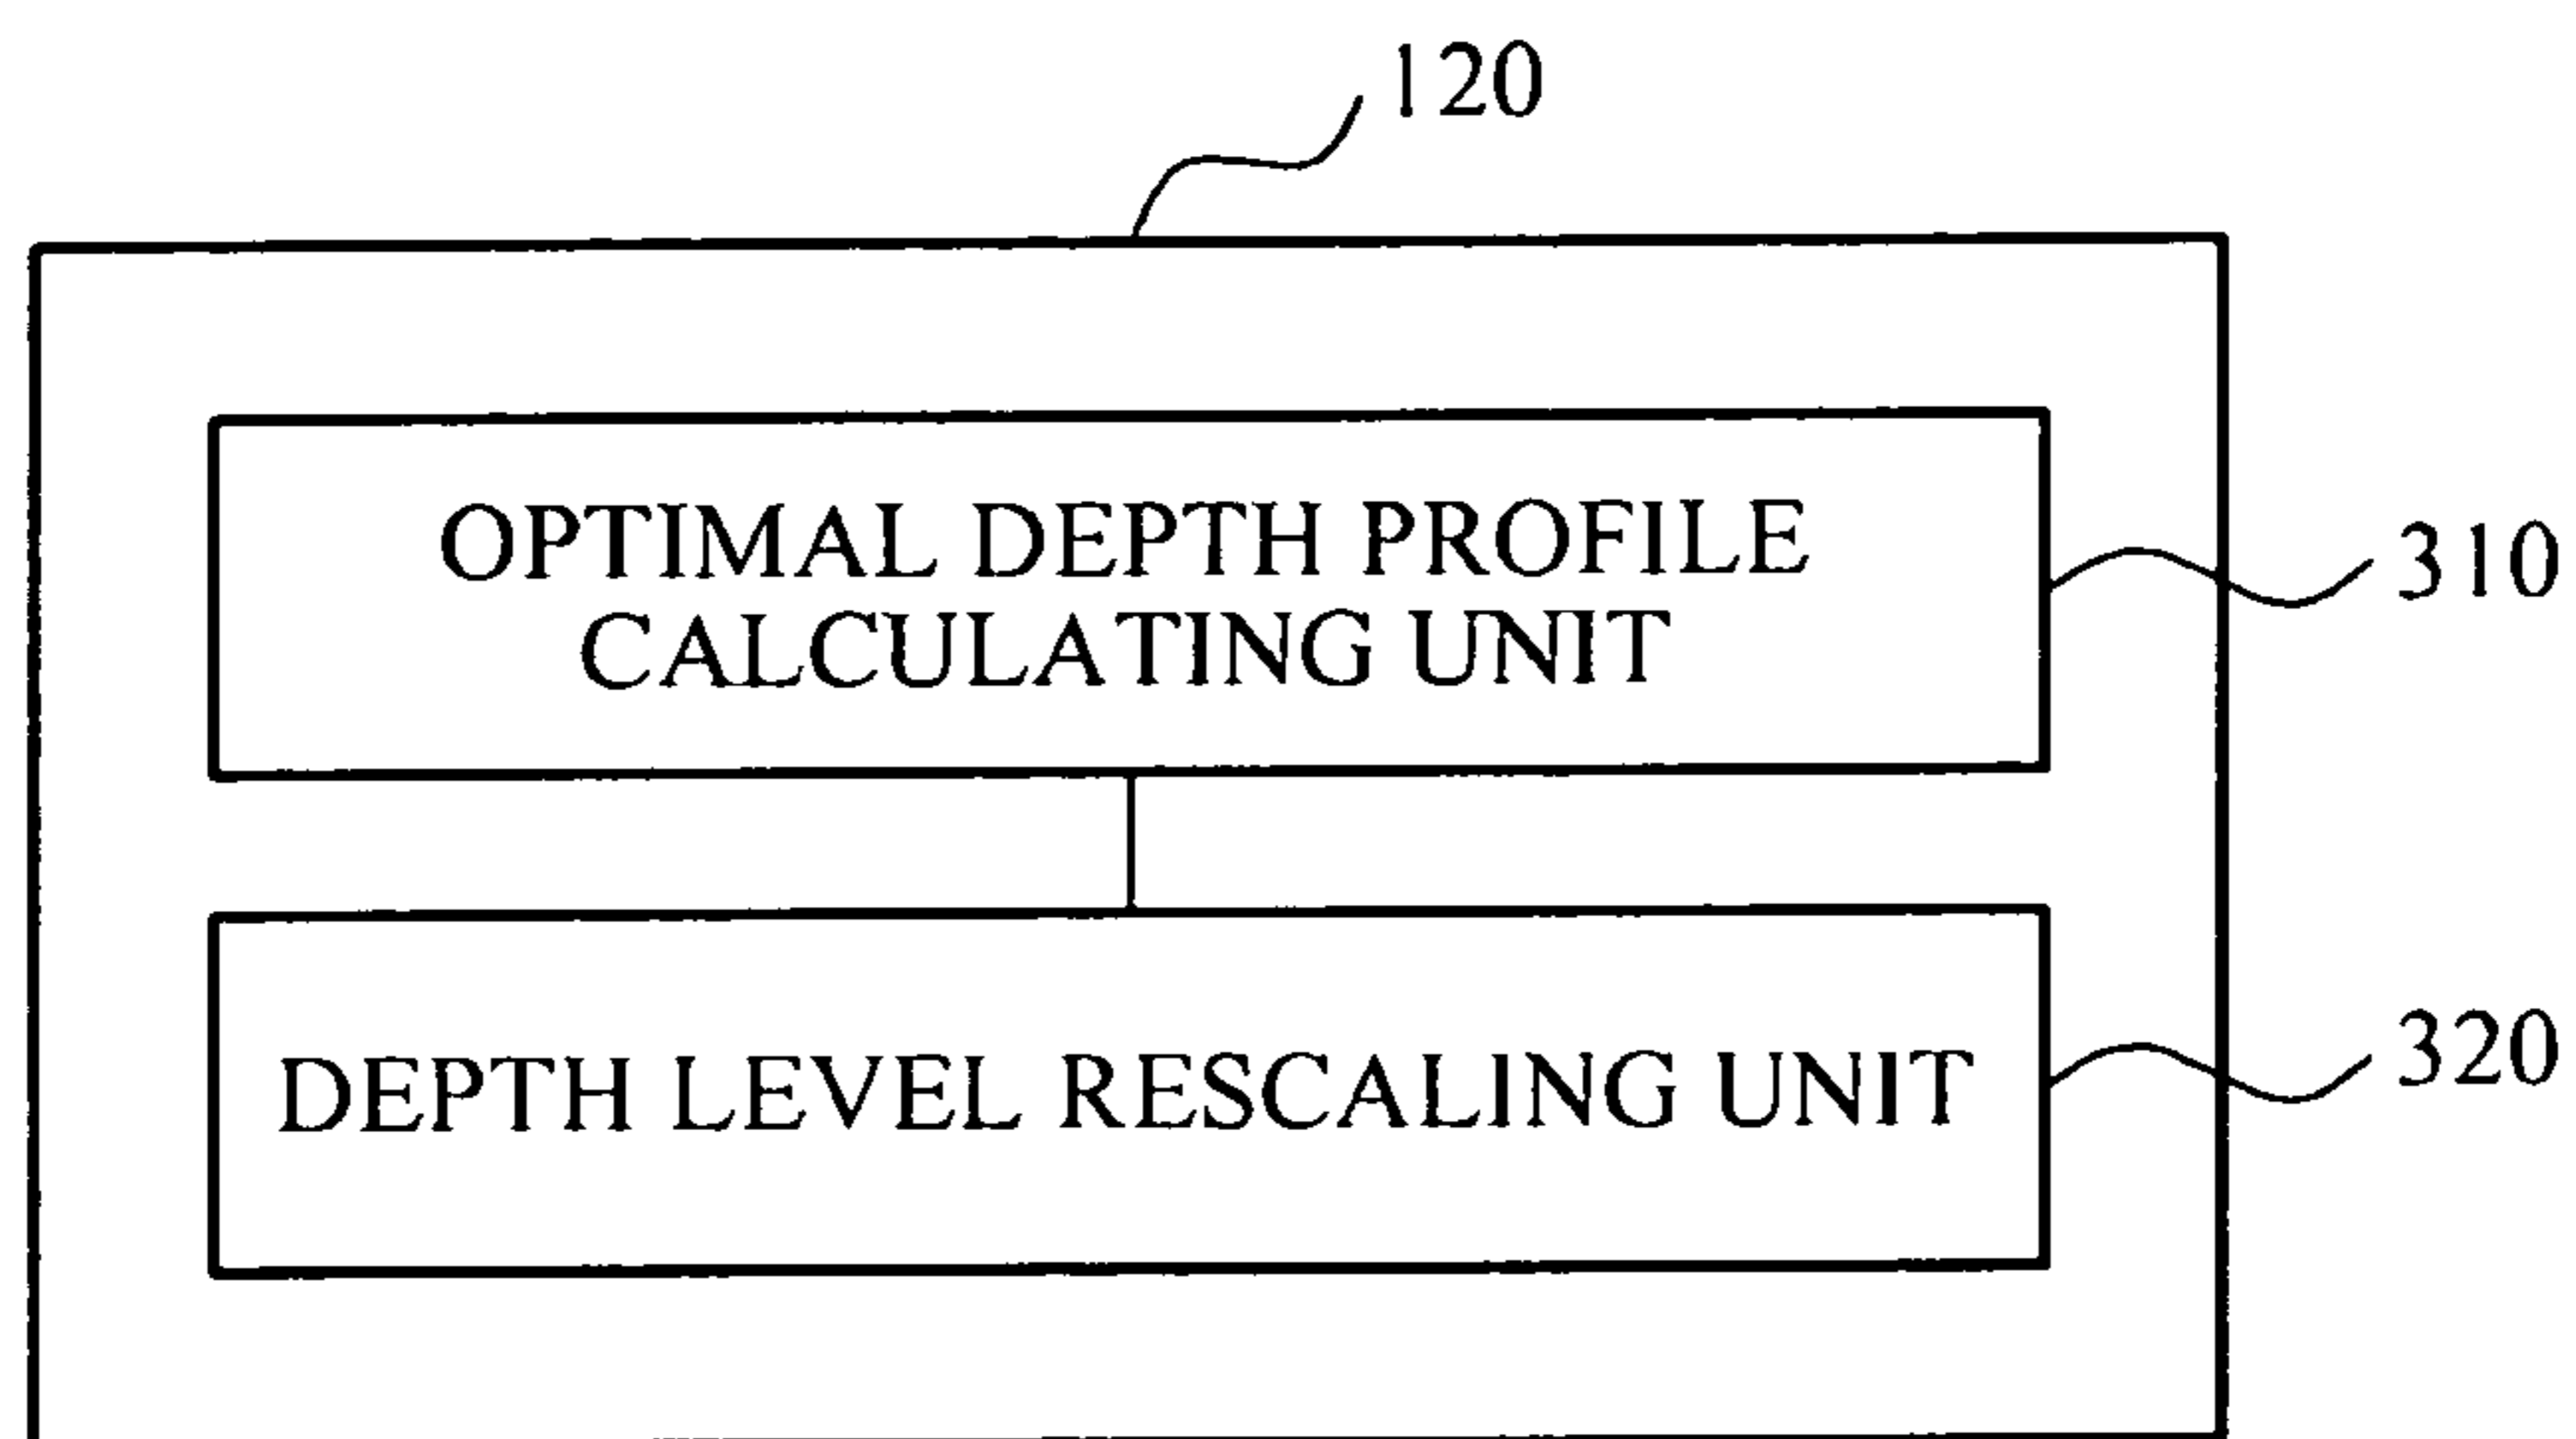 120
OPTIMAL DEPTH PROFILE
CALCULATING UNIT
310
DEPTH LEVEL RESCALING UNIT
320